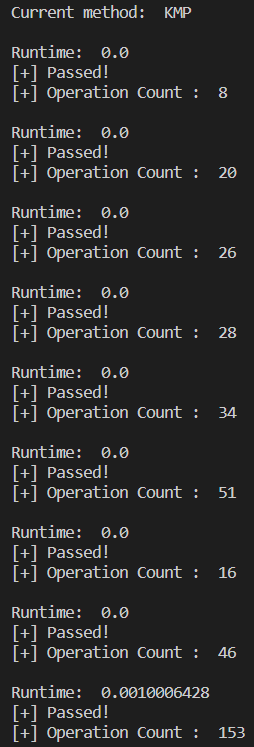 Current method:  KMP
Runtime:  0.0
[+] Passed!
[+] Operation Count :  8
Runtime:  0.0
[+] Passed!
[+] Operation Count :  20
Runtime:  0.0
[+] Passed!
[+] Operation Count :  26
Runtime:  0.0
[+] Passed!
[+] Operation Count :  28
Runtime:  0.0
[+] Passed!
[+] Operation Count :  34
Runtime:  0.0
[+] Passed!
[+] Operation Count :  51
Runtime:  0.0
[+] Passed!
[+] Operation Count :  16
Runtime:  0.0
[+] Passed!
[+] Operation Count :  46
Runtime:  0.0010006428
[+] Passed!
[+] Operation Count :  153